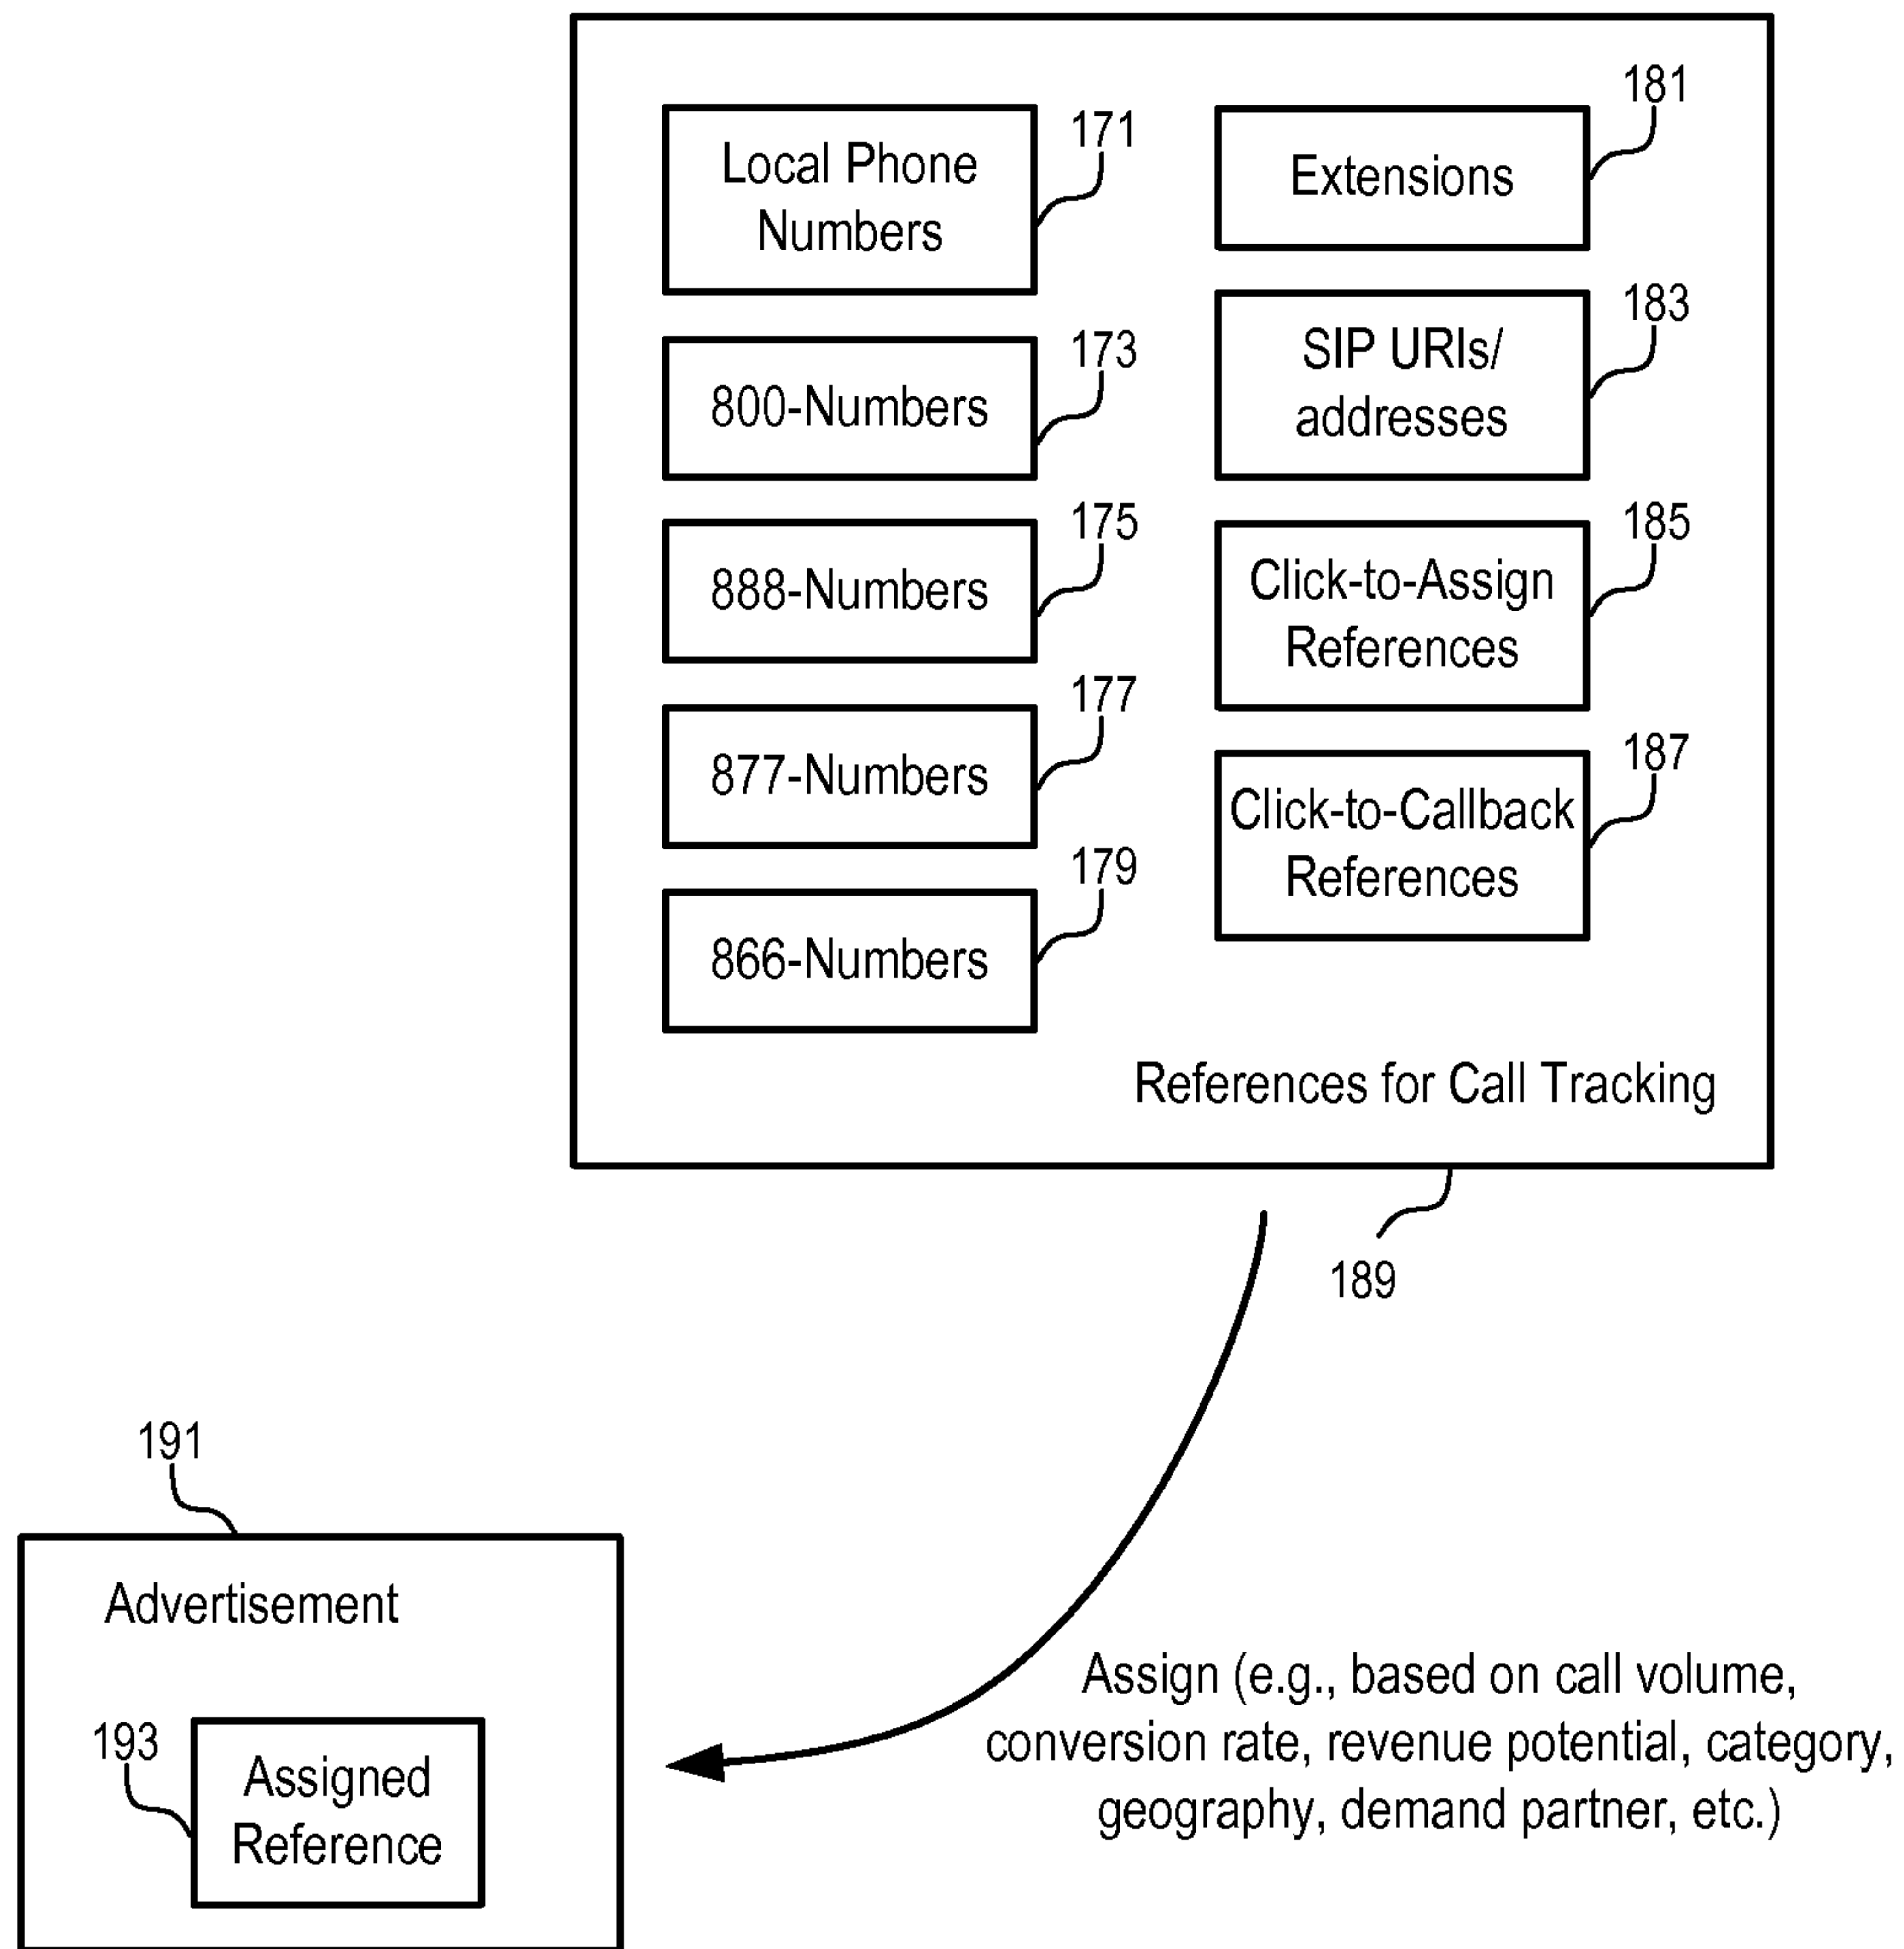 Local Phone
Numbers
171
800-Numbers
173
888-Numbers
175
877-Numbers
177
866-Numbers
179
Extensions
181
SIP URIs/
addresses
183
Click-to-Assign
References
185
Click-to-Callback
References
187
References for Call Tracking
189
191
Advertisement
193
Assigned
Reference
Assign (e.g., based on call volume,
conversion rate, revenue potential, category,
geography, demand partner, etc.)